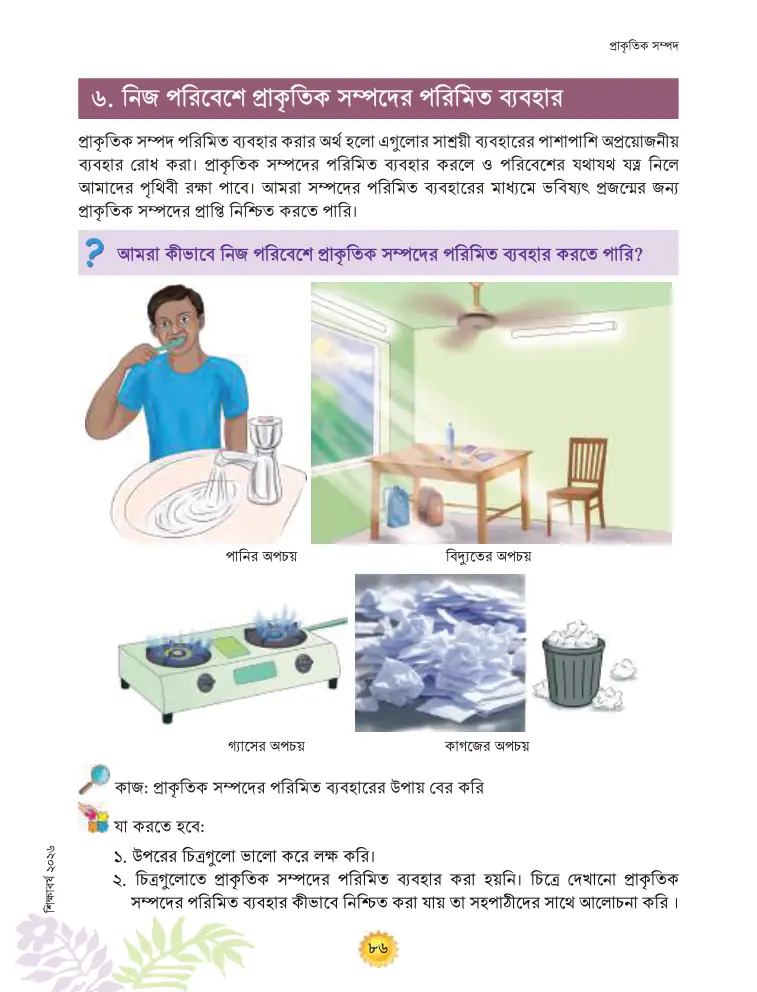 প্রাকৃতিক সম্পদ
৬. নিজ পরিবেশে প্রাকৃতিক সম্পদের পরিমিত ব্যবহার
প্রাকৃতিক সম্পদ পরিমিত ব্যবহার করার অর্থ হলো এগুলোর সাশ্রয়ী ব্যবহারের পাশাপাশি অপ্রয়োজনীয়
ব্যবহার রোধ করা। প্রাকৃতিক সম্পদের পরিমিত ব্যবহার করলে ও পরিবেশের যথাযথ যত্ন নিলে
আমাদের পৃথিবী রক্ষা পাবে। আমরা সম্পদের পরিমিত ব্যবহারের মাধ্যমে ভবিষ্যৎ প্রজন্মের জন্য
প্রাকৃতিক সম্পদের প্রাপ্তি নিশ্চিত করতে পারি।
? আমরা কীভাবে নিজ পরিবেশে প্রাকৃতিক সম্পদের পরিমিত ব্যবহার করতে পারি?
পানির অপচয়
বিদ্যুতের অপচয়
গ্যাসের অপচয়
কাগজের অপচয়
কাজ: প্রাকৃতিক সম্পদের পরিমিত ব্যবহারের উপায় বের করি
যা করতে হবে:
১. উপরের চিত্রগুলো ভালো করে লক্ষ করি।
২. চিত্রগুলোতে প্রাকৃতিক সম্পদের পরিমিত ব্যবহার করা হয়নি। চিত্রে দেখানো প্রাকৃতিক
সম্পদের পরিমিত ব্যবহার কীভাবে নিশ্চিত করা যায় তা সহপাঠীদের সাথে আলোচনা করি ।
শিক্ষাবর্ষ ২০২৬
৮৬